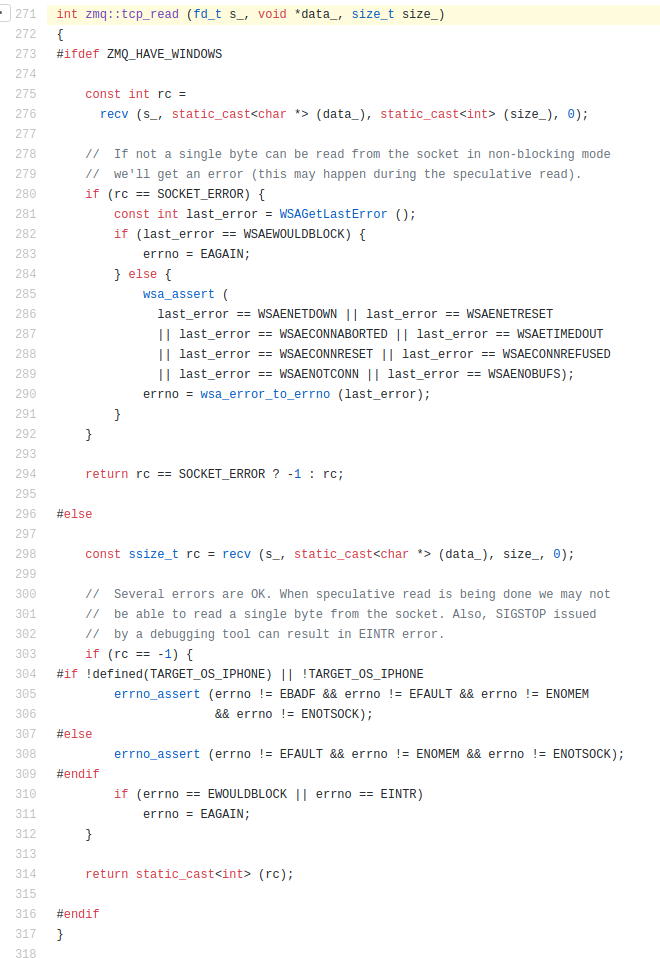 271 int zmq::tcp_read (fd_t s_, void *data_, size_t size_)
272 {
273 #ifdef ZMQ_HAVE_WINDOWS
274
275     const int rc =
276       recv (s_, static_cast<char *> (data_), static_cast<int> (size_), 0);
277
278     //  If not a single byte can be read from the socket in non-blocking mode
279     //  we'll get an error (this may happen during the speculative read).
280     if (rc == SOCKET_ERROR) {
281         const int last_error = WSAGetLastError ();
282         if (last_error == WSAEWOULDBLOCK) {
283             errno = EAGAIN;
284         } else {
285             wsa_assert (
286               last_error == WSAENETDOWN || last_error == WSAENETRESET
287               || last_error == WSAECONNABORTED || last_error == WSAETIMEDOUT
288               || last_error == WSAECONNRESET || last_error == WSAECONNREFUSED
289               || last_error == WSAENOTCONN || last_error == WSAENOBUFS);
290             errno = wsa_error_to_errno (last_error);
291         }
292     }
293
294     return rc == SOCKET_ERROR ? -1 : rc;
295
296 #else
297
298     const ssize_t rc = recv (s_, static_cast<char *> (data_), size_, 0);
299
300     //  Several errors are OK. When speculative read is being done we may not
301     //  be able to read a single byte from the socket. Also, SIGSTOP issued
302     //  by a debugging tool can result in EINTR error.
303     if (rc == -1) {
304 #if !defined(TARGET_OS_IPHONE) || !TARGET_OS_IPHONE
305         errno_assert (errno != EBADF && errno != EFAULT && errno != ENOMEM
306                       && errno != ENOTSOCK);
307 #else
308         errno_assert (errno != EFAULT && errno != ENOMEM && errno != ENOTSOCK);
309 #endif
310         if (errno == EWOULDBLOCK || errno == EINTR)
311             errno = EAGAIN;
312     }
313
314     return static_cast<int> (rc);
315
316 #endif
317 }
318